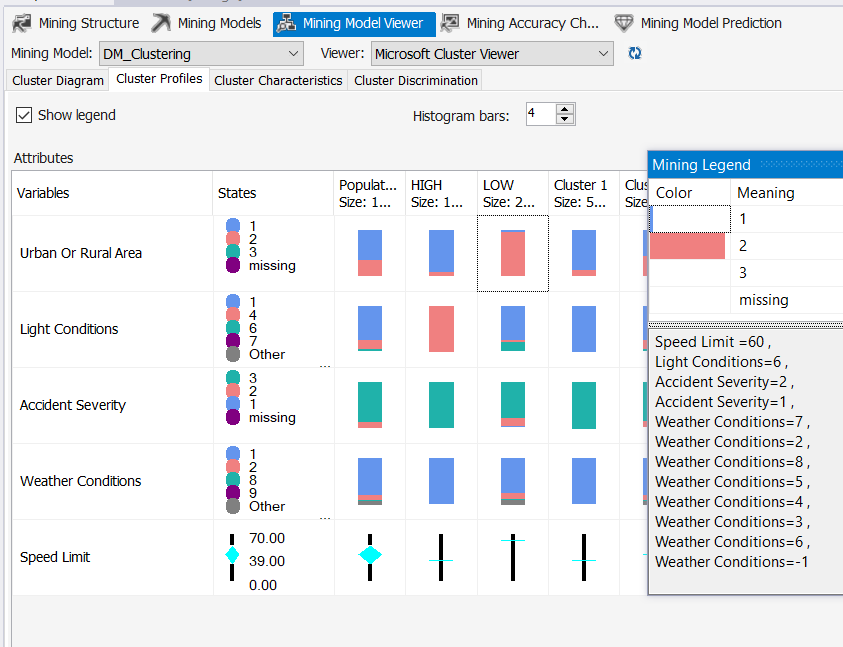 Mining Structure Mining Models Mining Model Viewer Mining Accuracy Ch... Mining Model Prediction
Mining Model: DM_Clustering Viewer: Microsoft Cluster Viewer
Cluster Diagram Cluster Profiles Cluster Characteristics Cluster Discrimination
Show legend Histogram bars: 4
Attributes
Variables States Populat... Size: 1... HIGH Size: 1... LOW Size: 2... Cluster 1 Size: 5...
Urban Or Rural Area
1
2
3
missing
Light Conditions
1
4
6
7
Other
...
Accident Severity
3
2
1
missing
Weather Conditions
1
2
8
9
Other
...
Speed Limit
70.00
39.00
0.00
Mining Legend
Color Meaning
1
2
3
missing
Speed Limit =60 ,
Light Conditions=6 ,
Accident Severity=2 ,
Accident Severity=1 ,
Weather Conditions=7 ,
Weather Conditions=2 ,
Weather Conditions=8 ,
Weather Conditions=5 ,
Weather Conditions=4 ,
Weather Conditions=3 ,
Weather Conditions=6 ,
Weather Conditions=-1